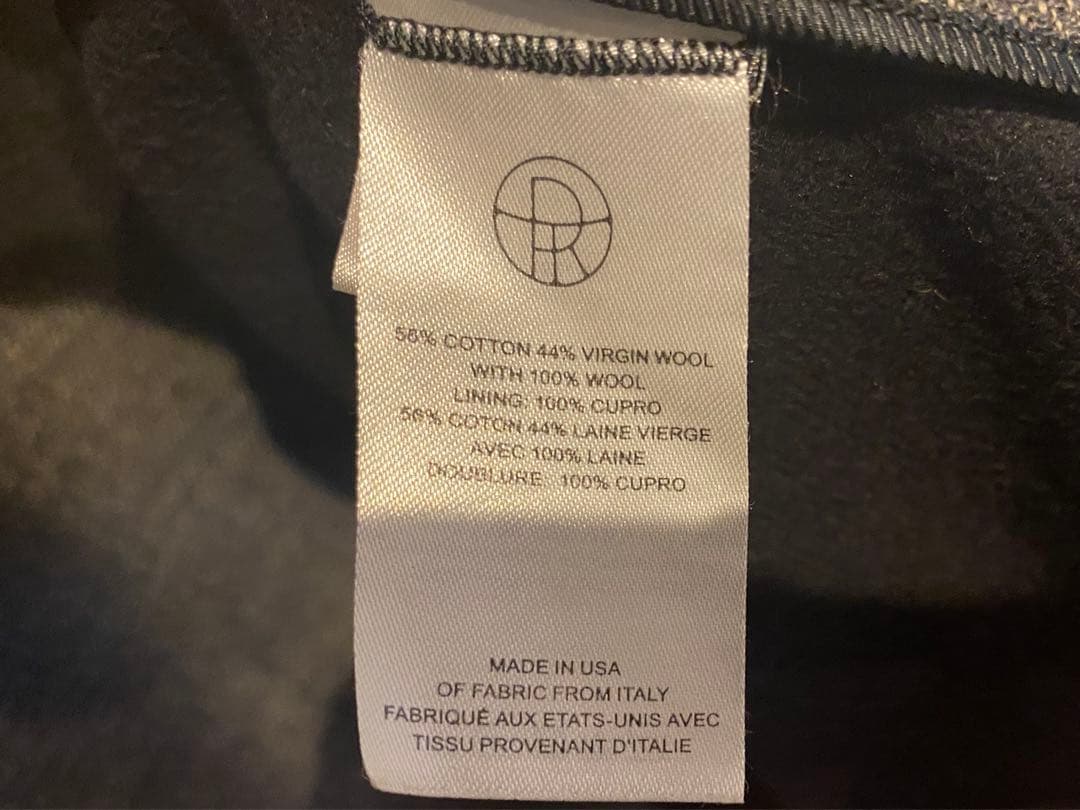 56% COTTON 44% VIRGIN WOOL
WITH 100% WOOL
LINING: 100% CUPRO
56% COTON 44% LAINE VIERGE
AVEC 100% LAINE
DOUBLURE: 100% CUPRO
MADE IN USA
OF FABRIC FROM ITALY
FABRIQUÉ AUX ETATS-UNIS AVEC
TISSU PROVENANT D'ITALIE